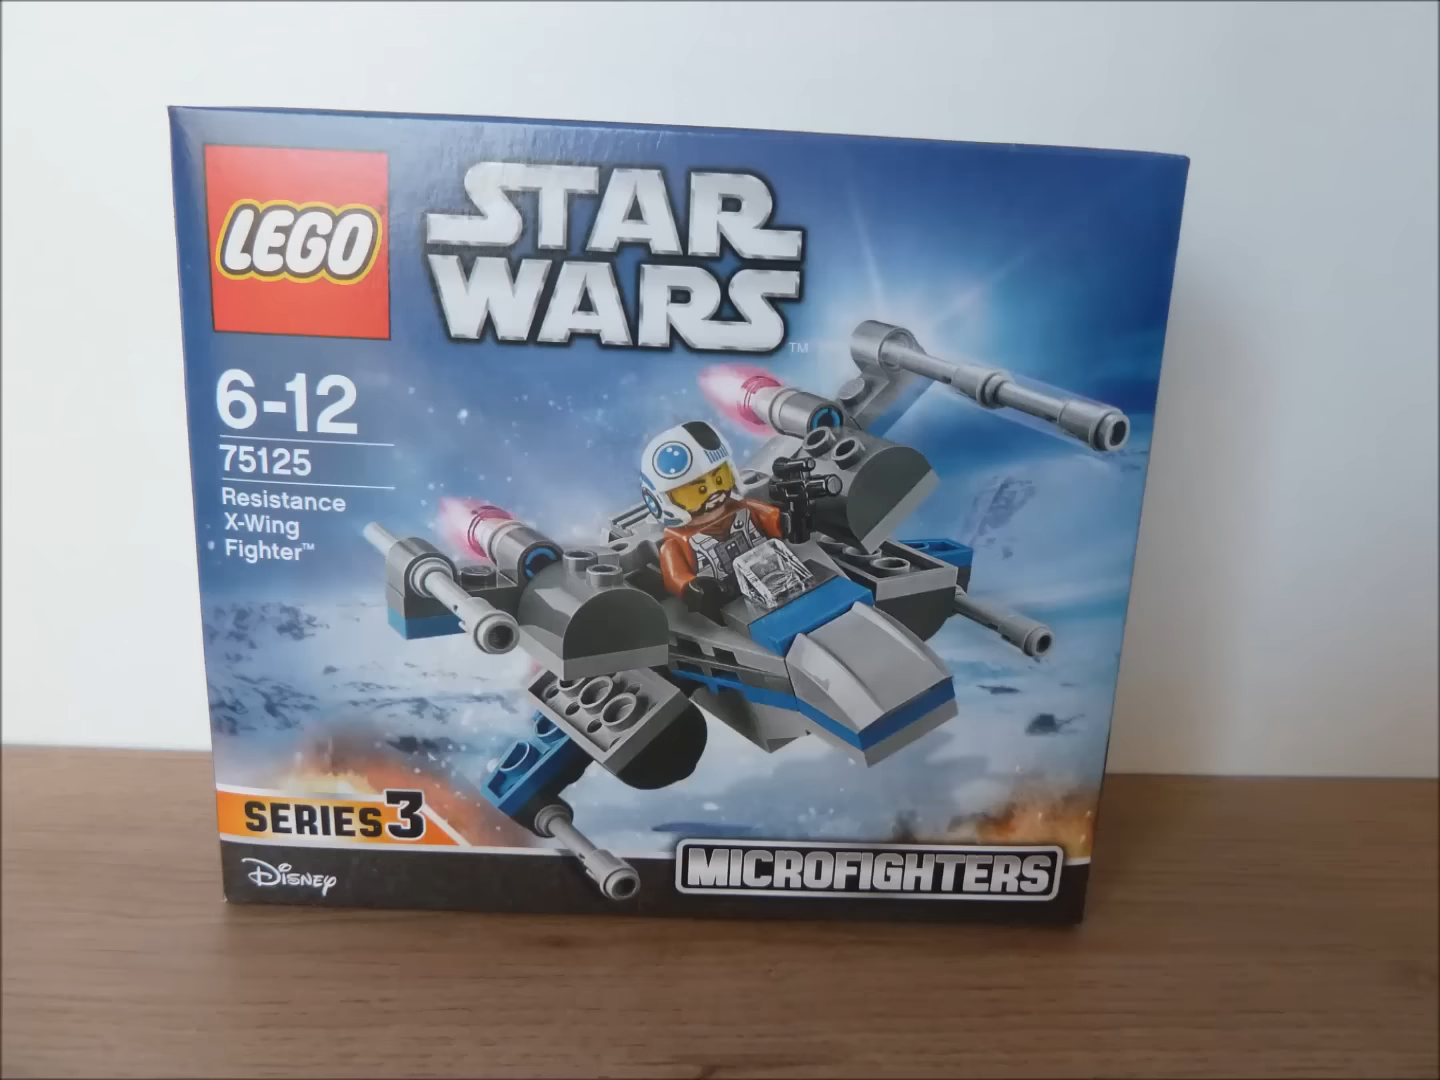 LEGO
STAR
WARS
TM
6-12
75125
Resistance
X-Wing
Fighter™
SERIES 3
Disney
MICROFIGHTERS